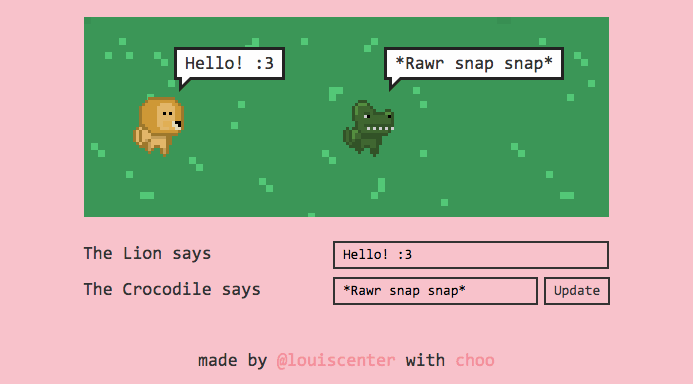 Hello! :3
*Rawr snap snap*
The Lion says
Hello! :3
The Crocodile says
*Rawr snap snap*
Update
made by @louiscenter with choo